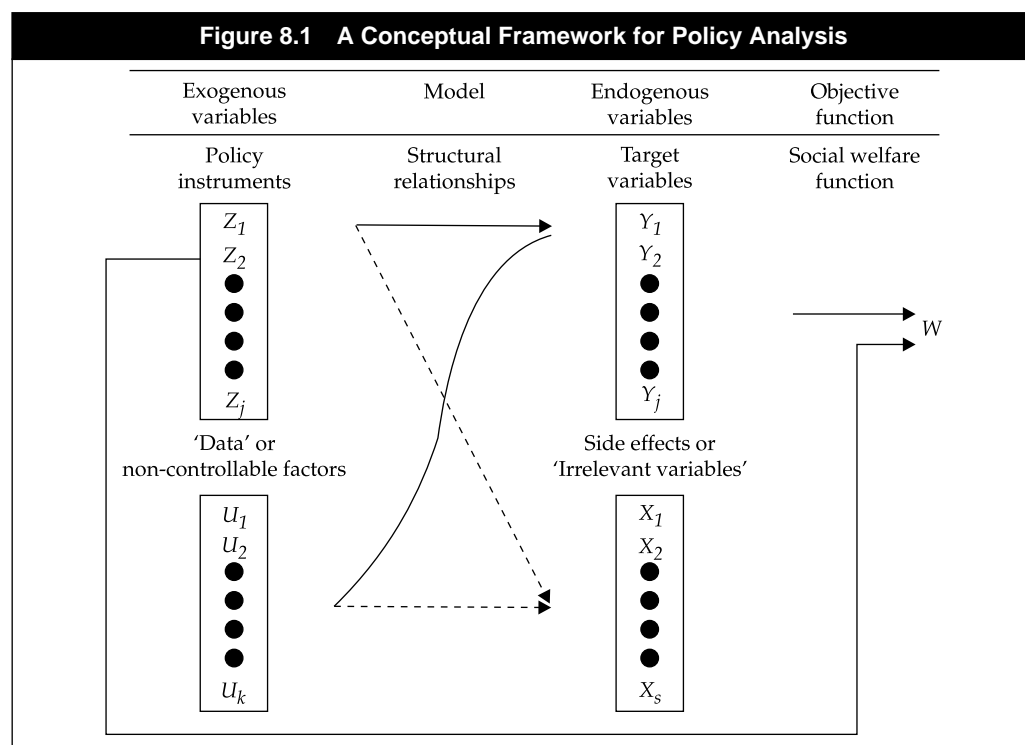 Figure 8.1 A Conceptual Framework for Policy Analysis
Exogenous variables
Model
Endogenous variables
Objective function
Policy instruments
Structural relationships
Target variables
Social welfare function
Z1
Z2
Zj
Y1
Y2
Yj
W
'Data' or
non-controllable factors
Side effects or
'Irrelevant variables'
U1
U2
Uk
X1
X2
Xs